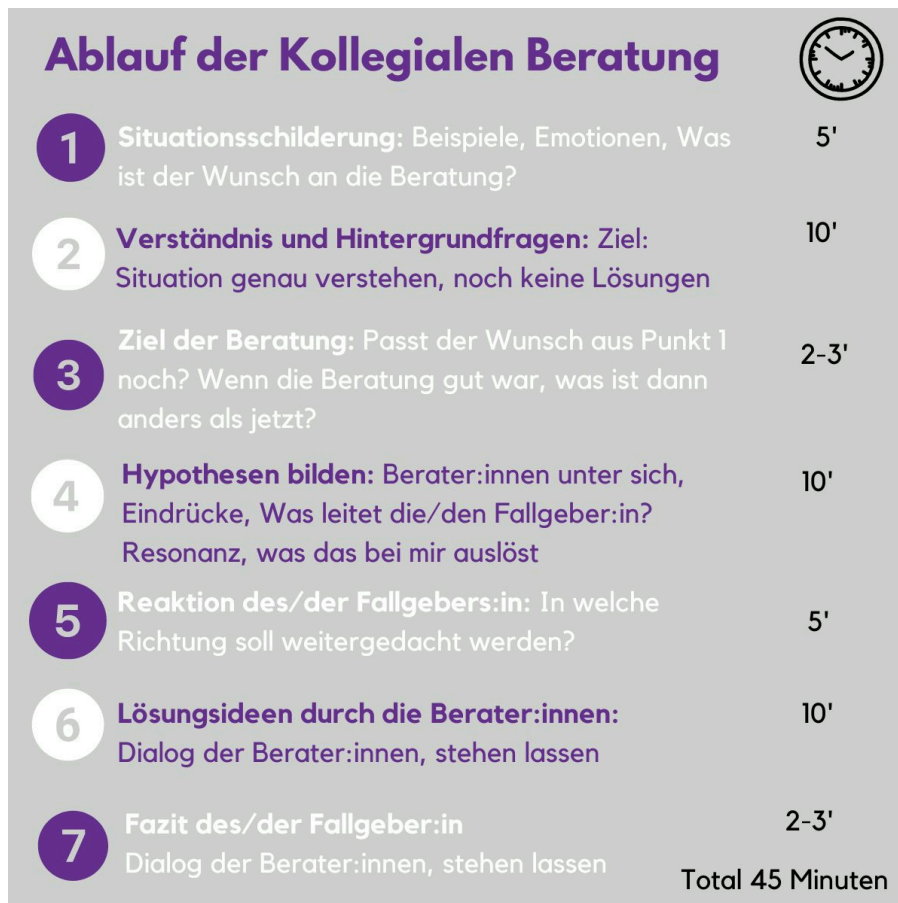 Ablauf der Kollegialen Beratung
1 Situationsschilderung: Beispiele, Emotionen, Was 5'
ist der Wunsch an die Beratung?
2 Verständnis und Hintergrundfragen: Ziel: 10'
Situation genau verstehen, noch keine Lösungen
3 Ziel der Beratung: Passt der Wunsch aus Punkt 1 2-3'
noch? Wenn die Beratung gut war, was ist dann
anders als jetzt?
4 Hypothesen bilden: Berater:innen unter sich, 10'
Eindrücke, Was leitet die/den Fallgeber:in?
Resonanz, was das bei mir auslöst
5 Reaktion des/der Fallgebers:in: In welche 5'
Richtung soll weitergedacht werden?
6 Lösungsideen durch die Berater:innen: 10'
Dialog der Berater:innen, stehen lassen
7 Fazit des/der Fallgeber:in 2-3'
Dialog der Berater:innen, stehen lassen
Total 45 Minuten